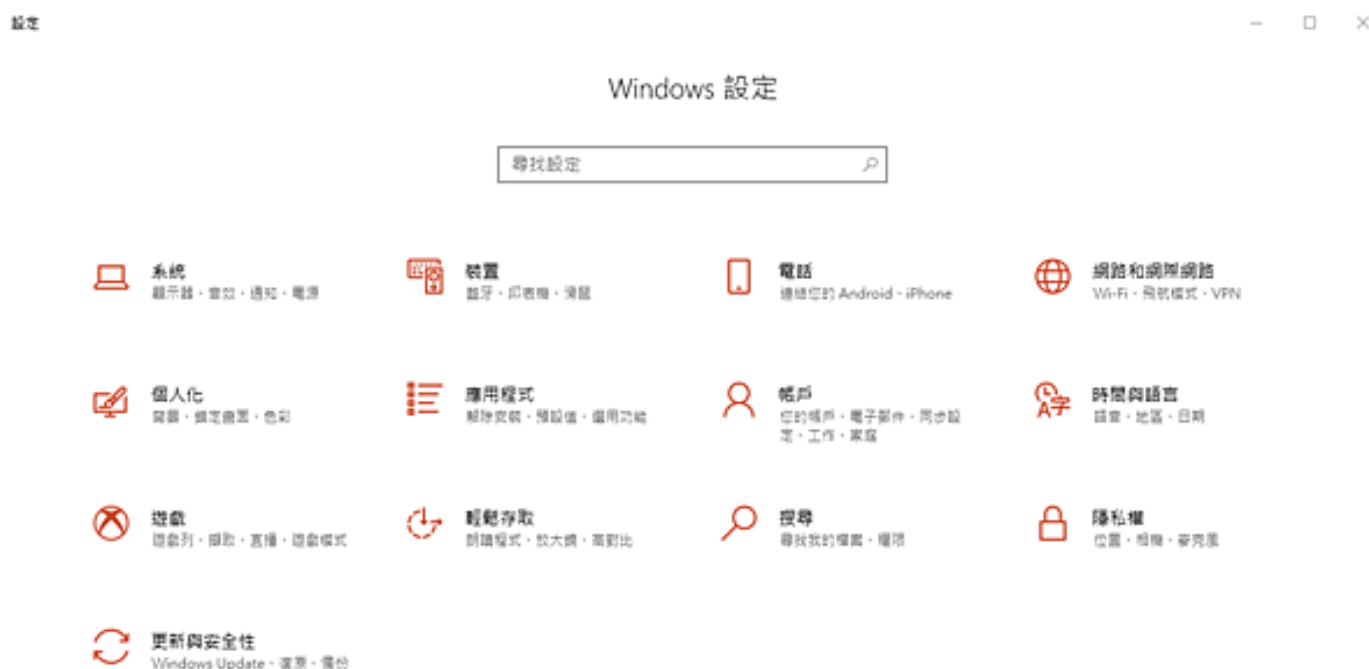 設定
Windows 設定
尋找設定
系統
顯示器、音效、通知、電源
裝置
藍牙、印表機、滑鼠
電話
連結您的 Android、iPhone
網路和網際網路
Wi-Fi、飛航模式、VPN
個人化
背景、鎖定畫面、色彩
應用程式
解除安裝、預設值、選用功能
帳戶
您的帳戶、電子郵件、同步設
定、工作、家庭
時間與語言
語音、地區、日期
遊戲
遊戲列、擷取、直播、遊戲模式
輕鬆存取
朗讀程式、放大鏡、高對比
搜尋
尋找我的檔案、權限
隱私權
位置、相機、麥克風
更新與安全性
Windows Update、復原、備份